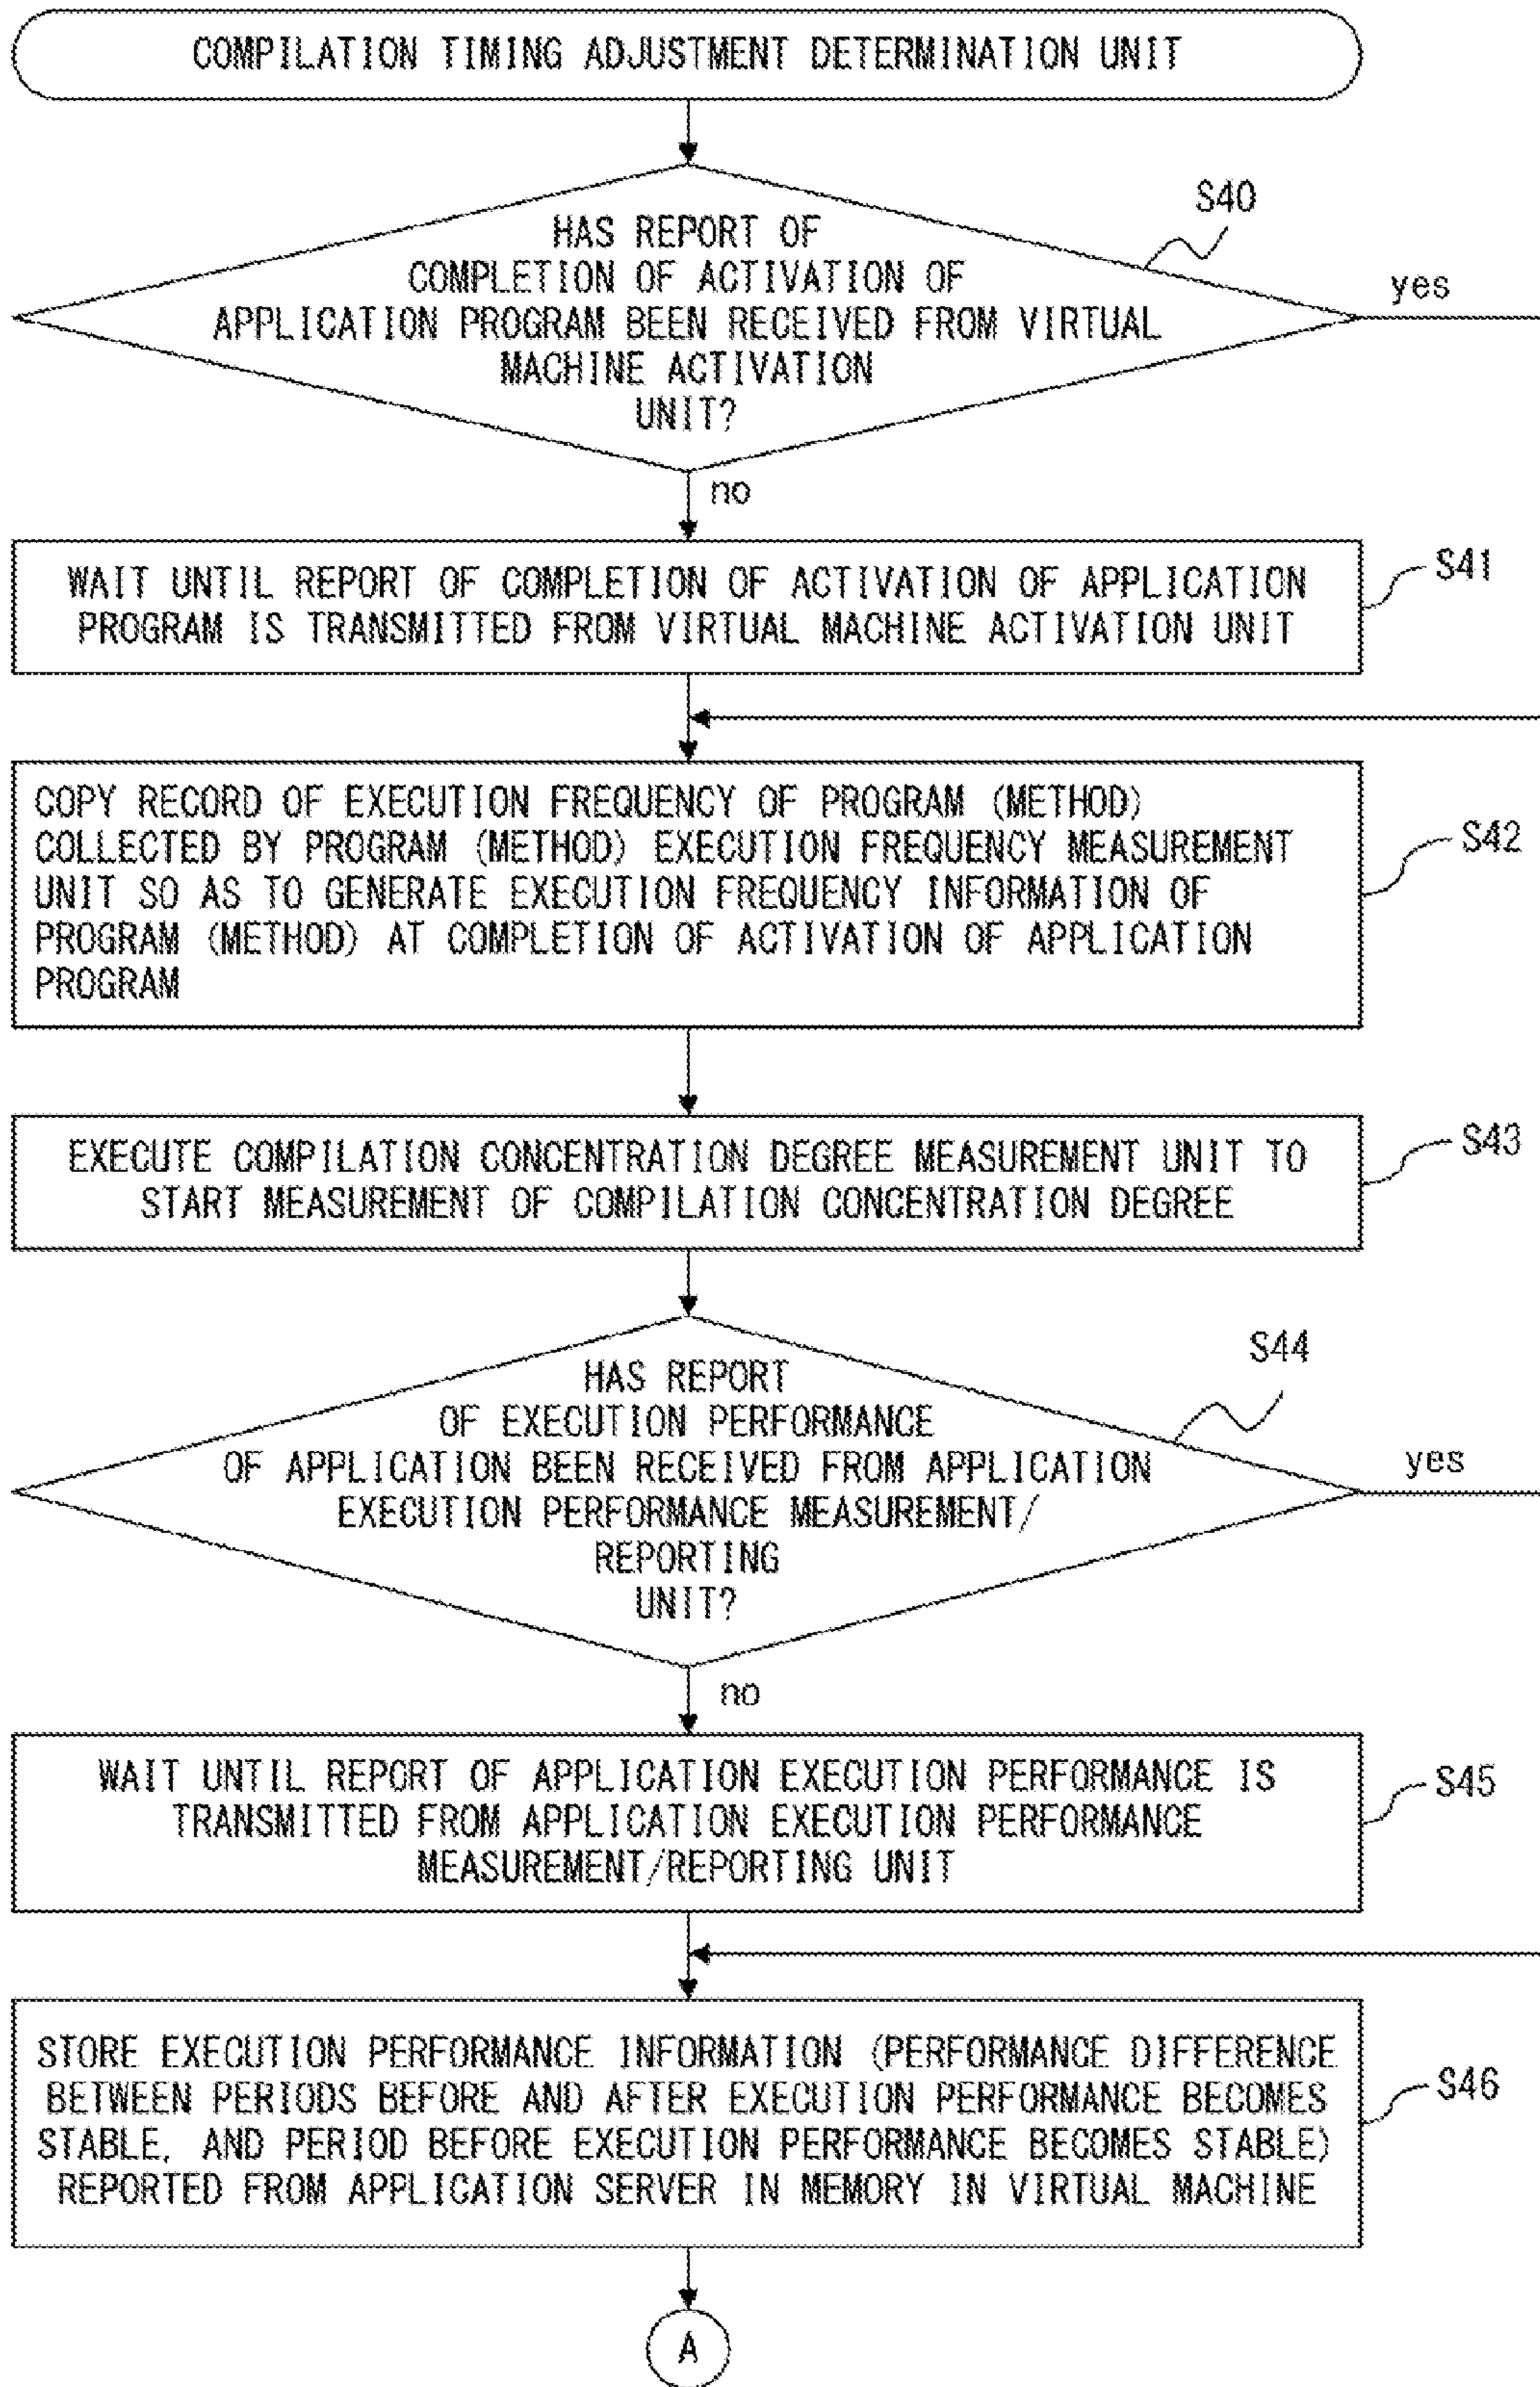 COMPILATION TIMING ADJUSTMENT DETERMINATION UNIT
S40
HAS REPORT OF
COMPLETION OF ACTIVATION OF
APPLICATION PROGRAM BEEN RECEIVED FROM VIRTUAL
MACHINE ACTIVATION
UNIT?
yes
no
WAIT UNTIL REPORT OF COMPLETION OF ACTIVATION OF APPLICATION
PROGRAM IS TRANSMITTED FROM VIRTUAL MACHINE ACTIVATION UNIT
S41
COPY RECORD OF EXECUTION FREQUENCY OF PROGRAM (METHOD)
COLLECTED BY PROGRAM (METHOD) EXECUTION FREQUENCY MEASUREMENT
UNIT SO AS TO GENERATE EXECUTION FREQUENCY INFORMATION OF
PROGRAM (METHOD) AT COMPLETION OF ACTIVATION OF APPLICATION
PROGRAM
S42
EXECUTE COMPILATION CONCENTRATION DEGREE MEASUREMENT UNIT TO
START MEASUREMENT OF COMPILATION CONCENTRATION DEGREE
S43
S44
HAS REPORT
OF EXECUTION PERFORMANCE
OF APPLICATION BEEN RECEIVED FROM APPLICATION
EXECUTION PERFORMANCE MEASUREMENT/
REPORTING
UNIT?
yes
no
WAIT UNTIL REPORT OF APPLICATION EXECUTION PERFORMANCE IS
TRANSMITTED FROM APPLICATION EXECUTION PERFORMANCE
MEASUREMENT/REPORTING UNIT
S45
STORE EXECUTION PERFORMANCE INFORMATION (PERFORMANCE DIFFERENCE
BETWEEN PERIODS BEFORE AND AFTER EXECUTION PERFORMANCE BECOMES
STABLE, AND PERIOD BEFORE EXECUTION PERFORMANCE BECOMES STABLE)
REPORTED FROM APPLICATION SERVER IN MEMORY IN VIRTUAL MACHINE
S46
A